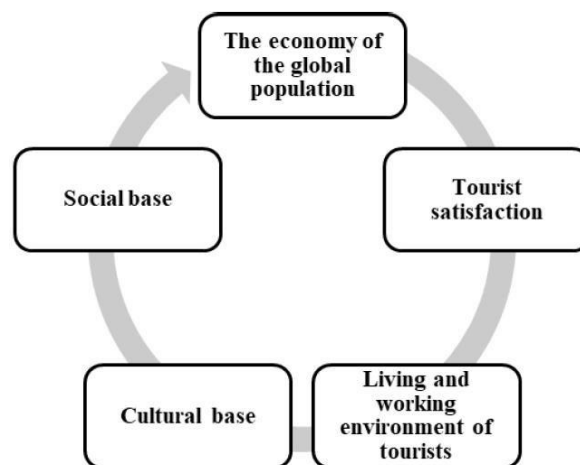 The economy of
the global
population
Tourist
satisfaction
Living and
working
environment of
tourists
Cultural base
Social base